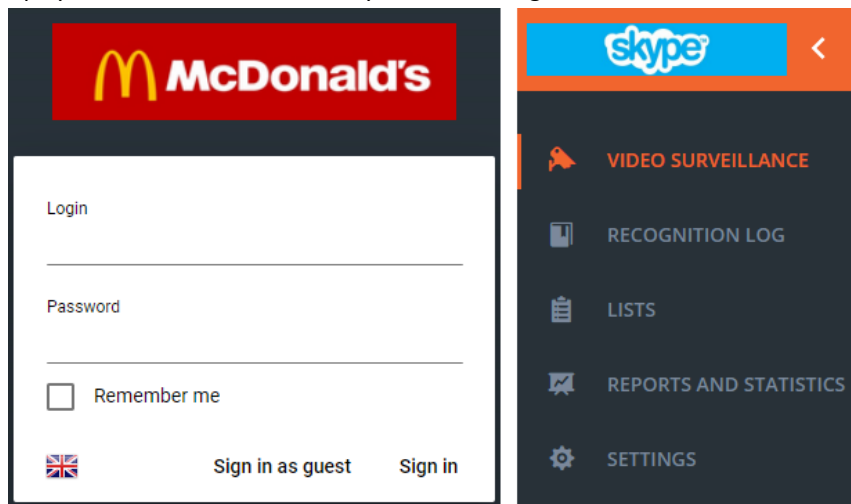 McDonald's
Login
Password
Remember me
Sign in as guest
Sign in
skype
VIDEO SURVEILLANCE
RECOGNITION LOG
LISTS
REPORTS AND STATISTICS
SETTINGS